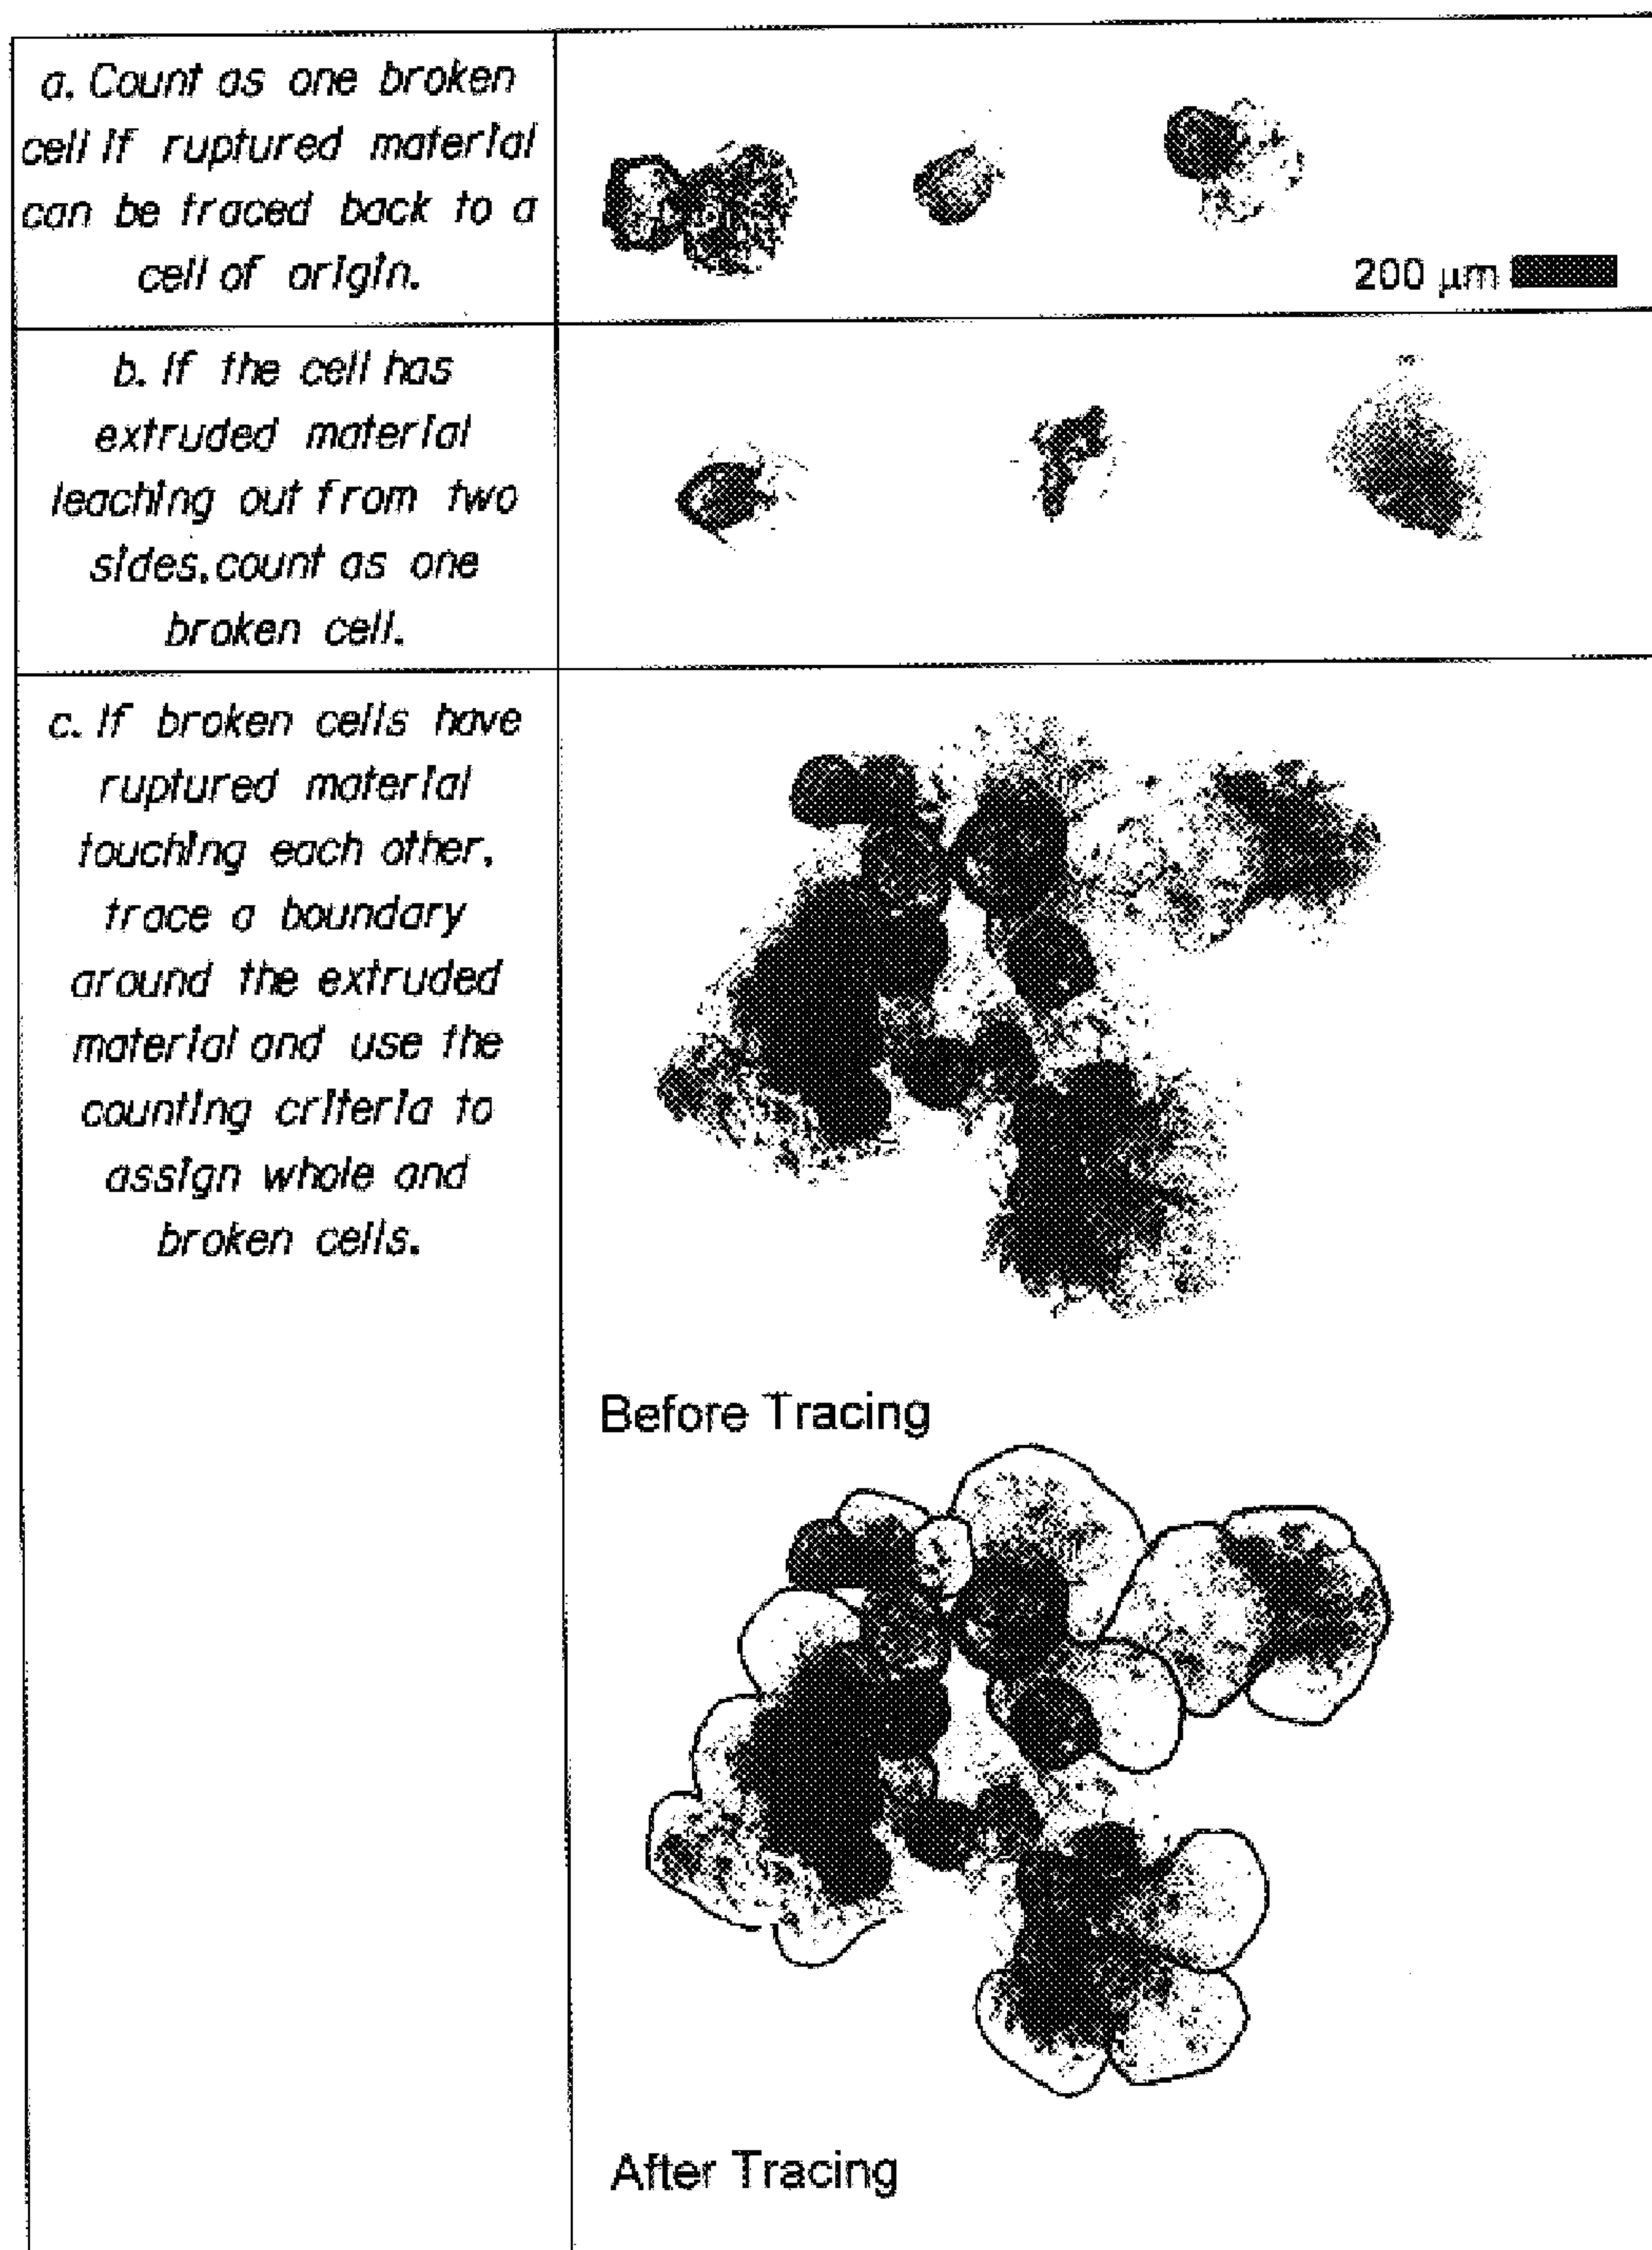 a. Count as one broken
cell if ruptured material
can be traced back to a
cell of origin.
200 μm
b. If the cell has
extruded material
leaching out from two
sides, count as one
broken cell.
c. If broken cells have
ruptured material
touching each other,
trace a boundary
around the extruded
material and use the
counting criteria to
assign whole and
broken cells.
Before Tracing
After Tracing